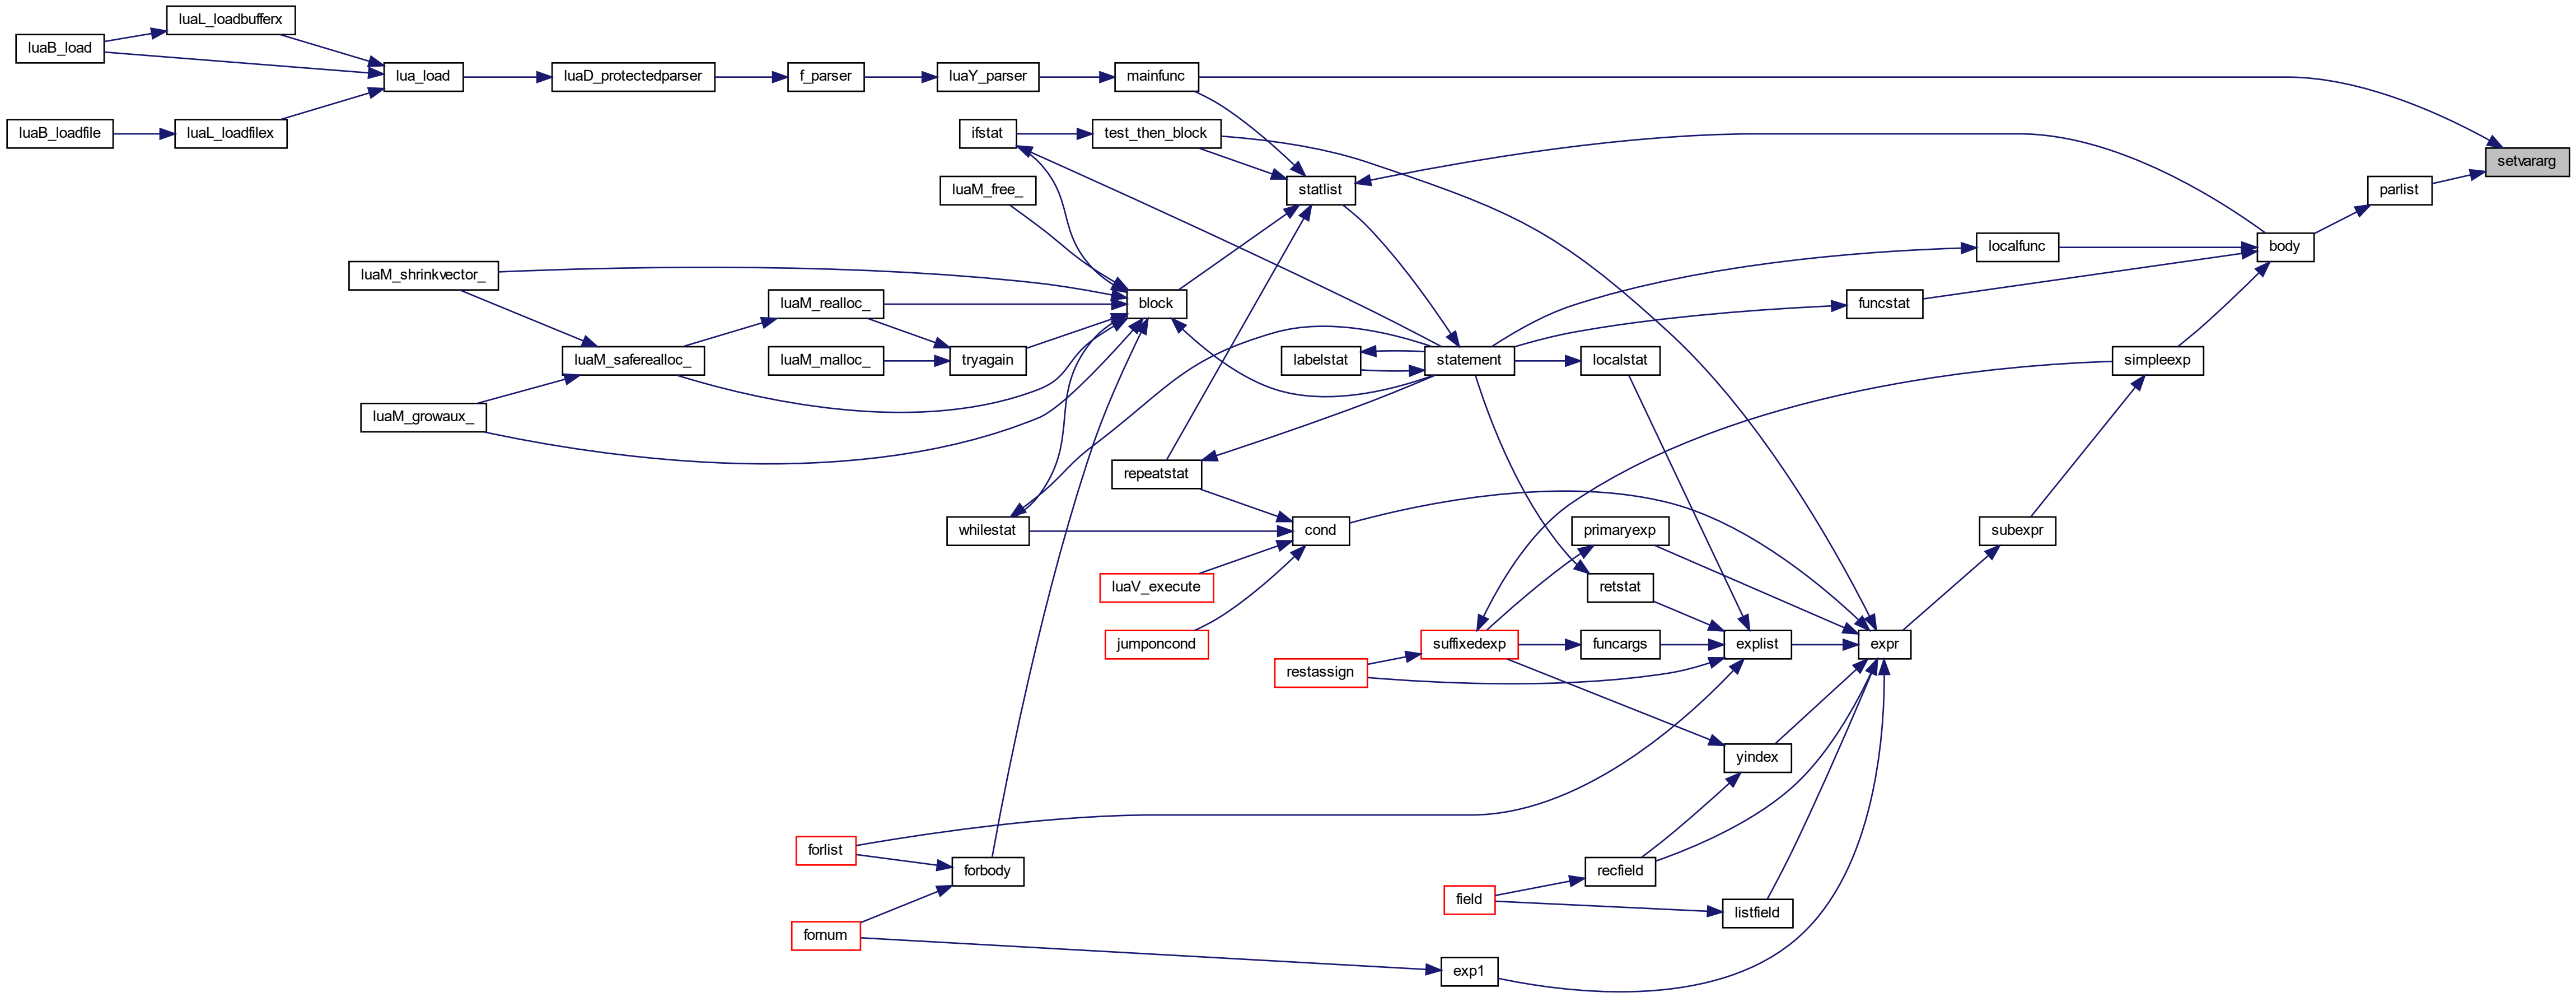 luaL_loadbufferx
luaB_load
lua_load
luaD_protectedparser
f_parser
luaY_parser
mainfunc
luaB_loadfile
luaL_loadfilex
ifstat
test_then_block
setvararg
luaM_free_
statlist
parlist
localfunc
body
luaM_shrinkvector_
luaM_realloc_
block
funcstat
luaM_saferealloc_
luaM_malloc_
tryagain
labelstat
statement
localstat
simpleexp
luaM_growaux_
repeatstat
whilestat
cond
primaryexp
subexpr
luaV_execute
retstat
jumponcond
suffixedexp
funcargs
explist
expr
restassign
yindex
forlist
forbody
recfield
field
listfield
fornum
exp1